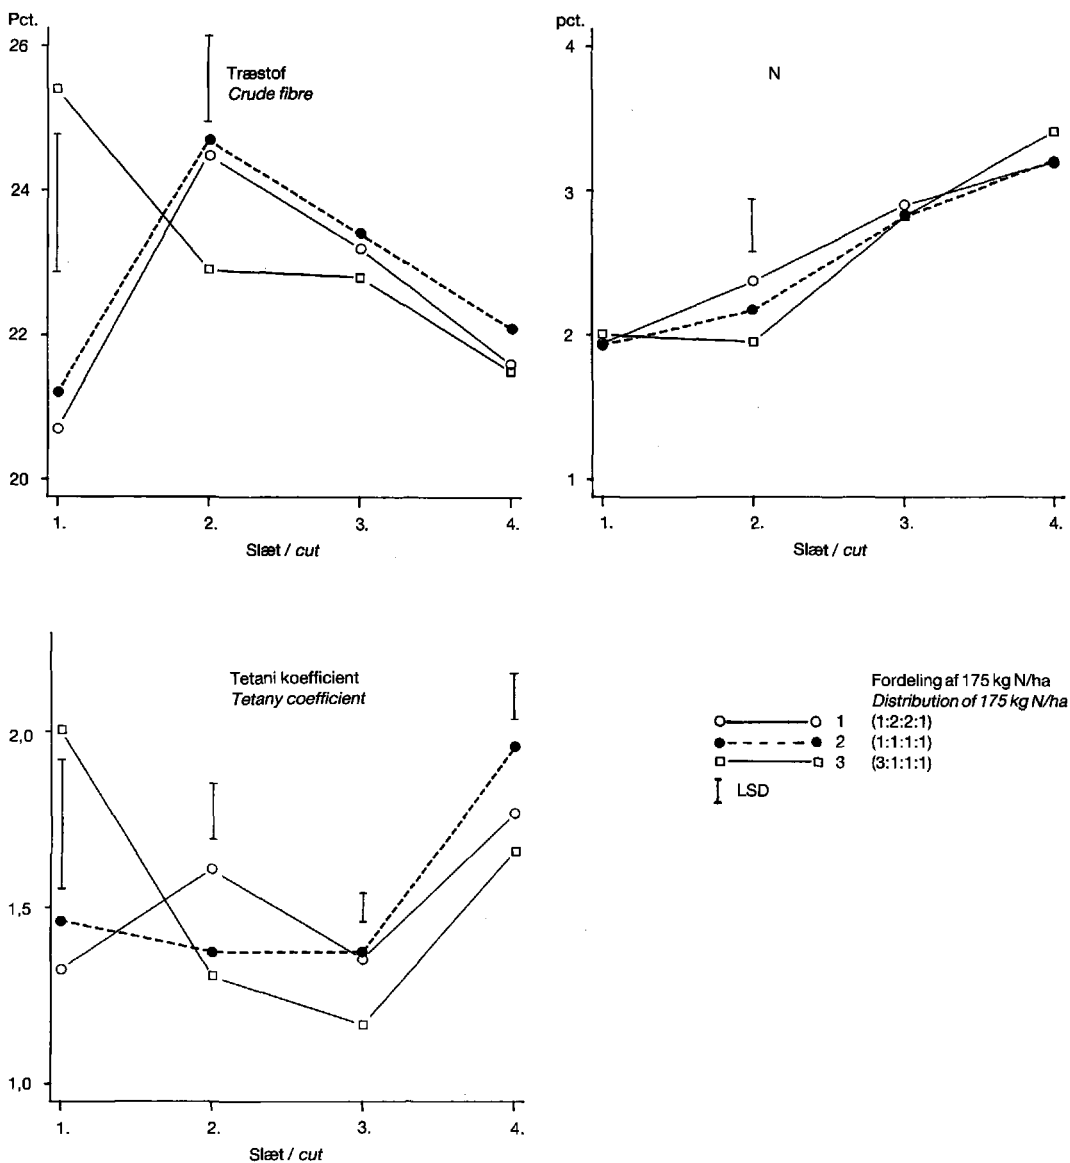 Pct.
26
24
22
20
Træstof
Crude fibre
1.
2.
3.
4.
Slæt / cut
pct.
4
3
2
1
N
1.
2.
3.
4.
Slæt / cut
2,0
1,5
1,0
Tetani koefficient
Tetany coefficient
1.
2.
3.
4.
Slæt / cut
Fordeling af 175 kg N/ha
Distribution of 175 kg N/ha
1 (1:2:2:1)
2 (1:1:1:1)
3 (3:1:1:1)
LSD